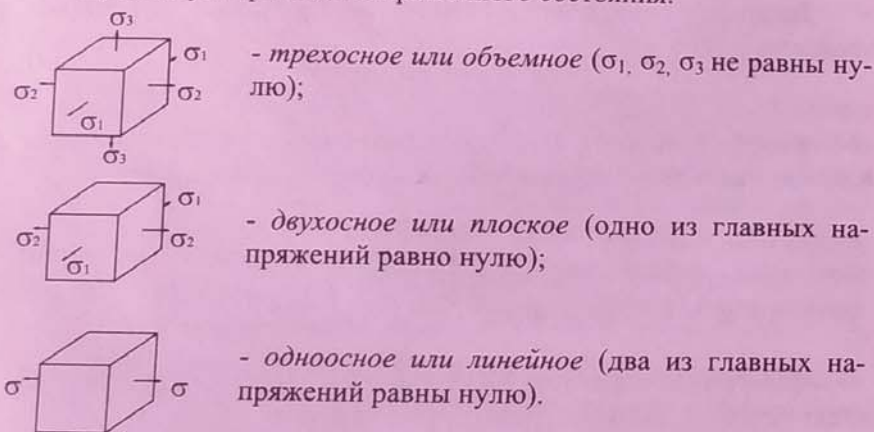 σ3
σ1
σ2
σ2
σ1
σ3
- трехосное или объемное (σ1, σ2, σ3 не равны ну-
лю);
σ1
σ2
σ2
σ1
- двухосное или плоское (одно из главных на-
пряжений равно нулю);
σ
σ
- одноосное или линейное (два из главных на-
пряжений равны нулю).